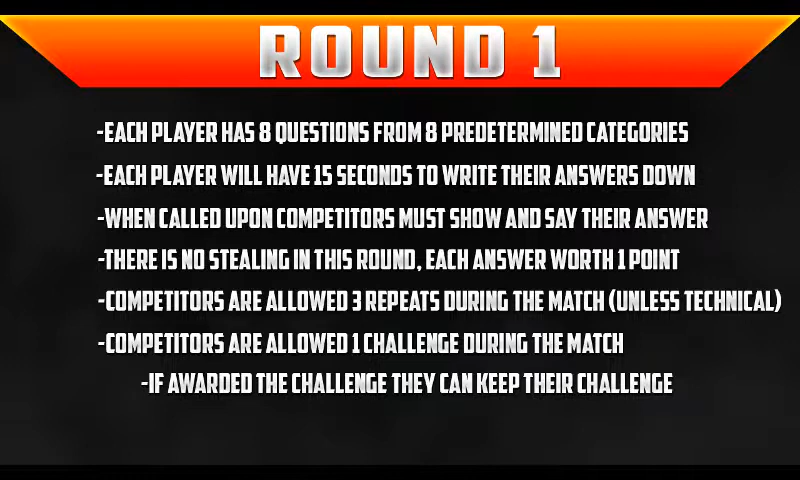 ROUND 1
-EACH PLAYER HAS 8 QUESTIONS FROM 8 PREDETERMINED CATEGORIES
-EACH PLAYER WILL HAVE 15 SECONDS TO WRITE THEIR ANSWERS DOWN
-WHEN CALLED UPON COMPETITORS MUST SHOW AND SAY THEIR ANSWER
-THERE IS NO STEALING IN THIS ROUND, EACH ANSWER WORTH 1 POINT
-COMPETITORS ARE ALLOWED 3 REPEATS DURING THE MATCH (UNLESS TECHNICAL)
-COMPETITORS ARE ALLOWED 1 CHALLENGE DURING THE MATCH
-IF AWARDED THE CHALLENGE THEY CAN KEEP THEIR CHALLENGE